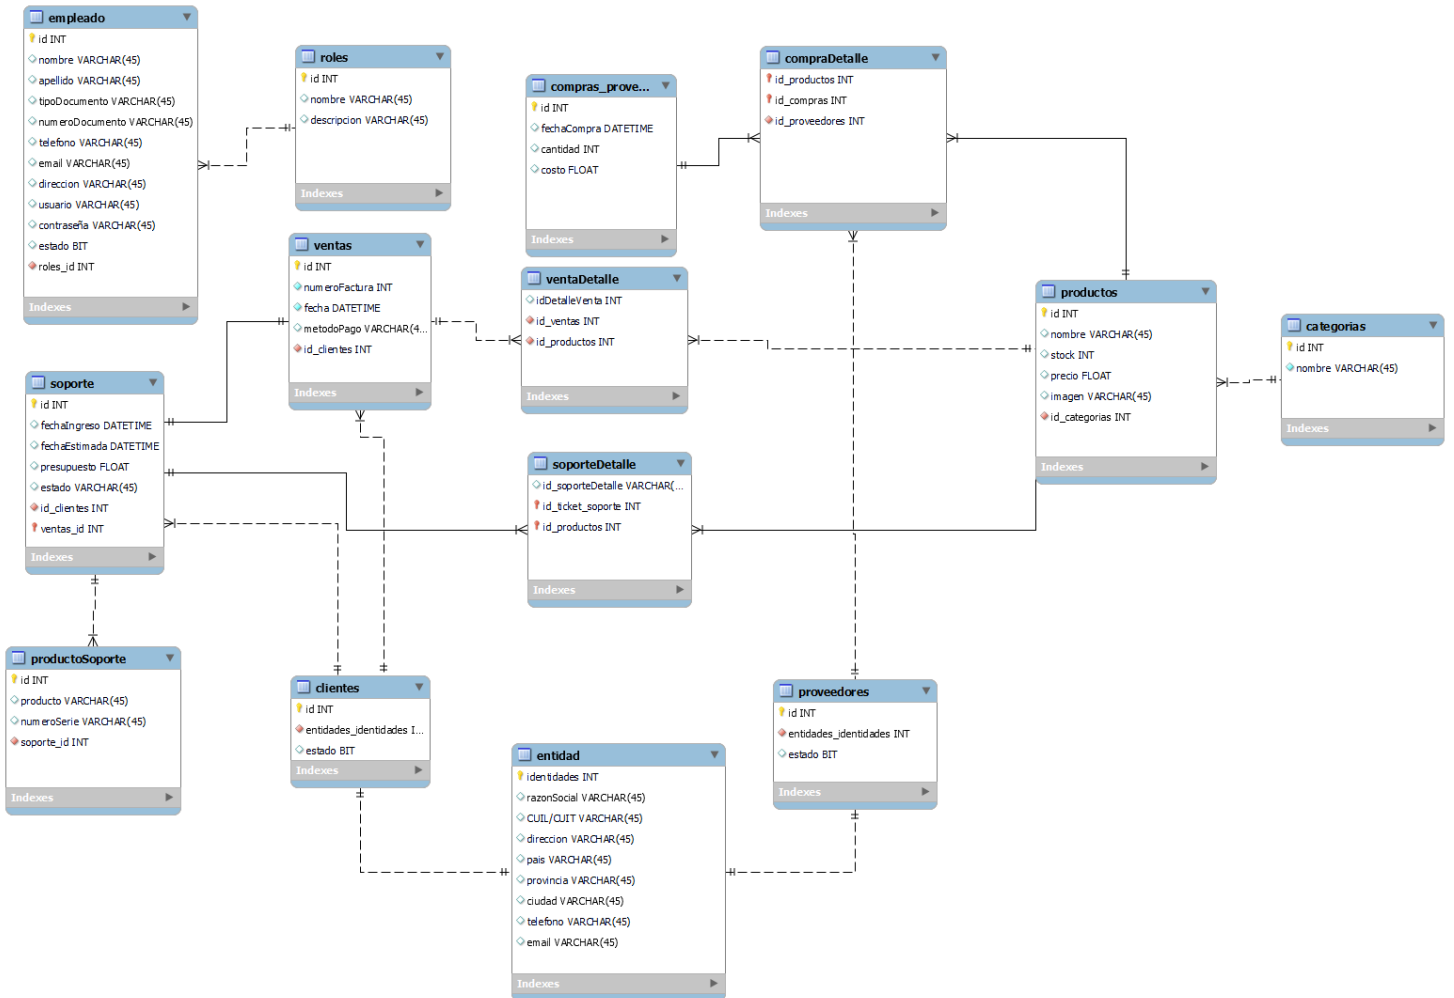 empleado
id INT
nombre VARCHAR(45)
apellido VARCHAR(45)
tipoDocumento VARCHAR(45)
numeroDocumento VARCHAR(45)
telefono VARCHAR(45)
email VARCHAR(45)
direccion VARCHAR(45)
usuario VARCHAR(45)
contraseña VARCHAR(45)
estado BIT
roles_id INT
Indexes
roles
id INT
nombre VARCHAR(45)
descripcion VARCHAR(45)
Indexes
compras_prove...
id INT
fechaCompra DATETIME
cantidad INT
costo FLOAT
Indexes
compraDetalle
id_productos INT
id_compras INT
id_proveedores INT
Indexes
ventas
id INT
numeroFactura INT
fecha DATETIME
metodoPago VARCHAR(4...
id_clientes INT
Indexes
ventaDetalle
idDetalleVenta INT
id_ventas INT
id_productos INT
Indexes
productos
id INT
nombre VARCHAR(45)
stock INT
precio FLOAT
imagen VARCHAR(45)
id_categorias INT
Indexes
categorias
id INT
nombre VARCHAR(45)
Indexes
soporte
id INT
fechaIngreso DATETIME
fechaEstimada DATETIME
presupuesto FLOAT
estado VARCHAR(45)
id_clientes INT
ventas_id INT
Indexes
soporteDetalle
id_soporteDetalle VARCHAR(...
id_ticket_soporte INT
id_productos INT
Indexes
productoSoporte
id INT
producto VARCHAR(45)
numeroSerie VARCHAR(45)
soporte_id INT
Indexes
clientes
id INT
entidades_identidades I...
estado BIT
Indexes
proveedores
id INT
entidades_identidades INT
estado BIT
Indexes
entidad
identidades INT
razonSocial VARCHAR(45)
CUIL/CUIT VARCHAR(45)
direccion VARCHAR(45)
pais VARCHAR(45)
provincia VARCHAR(45)
ciudad VARCHAR(45)
telefono VARCHAR(45)
email VARCHAR(45)
Indexes